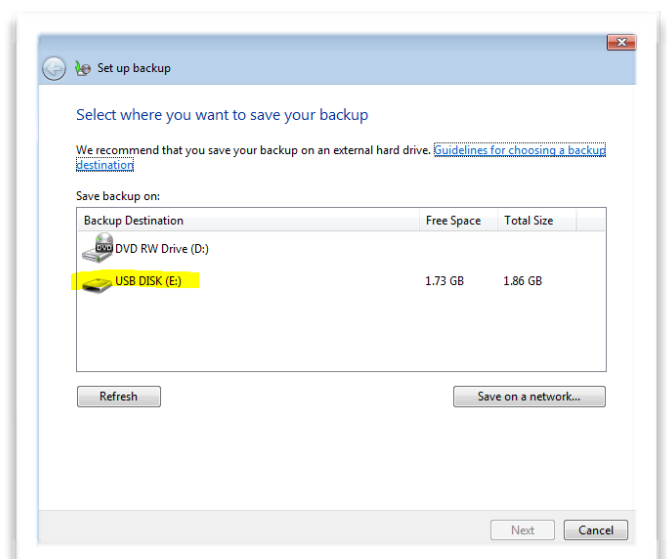 Set up backup
Select where you want to save your backup
We recommend that you save your backup on an external hard drive. Guidelines for choosing a backup
destination
Save backup on:
Backup Destination Free Space Total Size
DVD DVD RW Drive (D:)
USB DISK (E:) 1.73 GB 1.86 GB
Refresh Save on a network...
Next Cancel